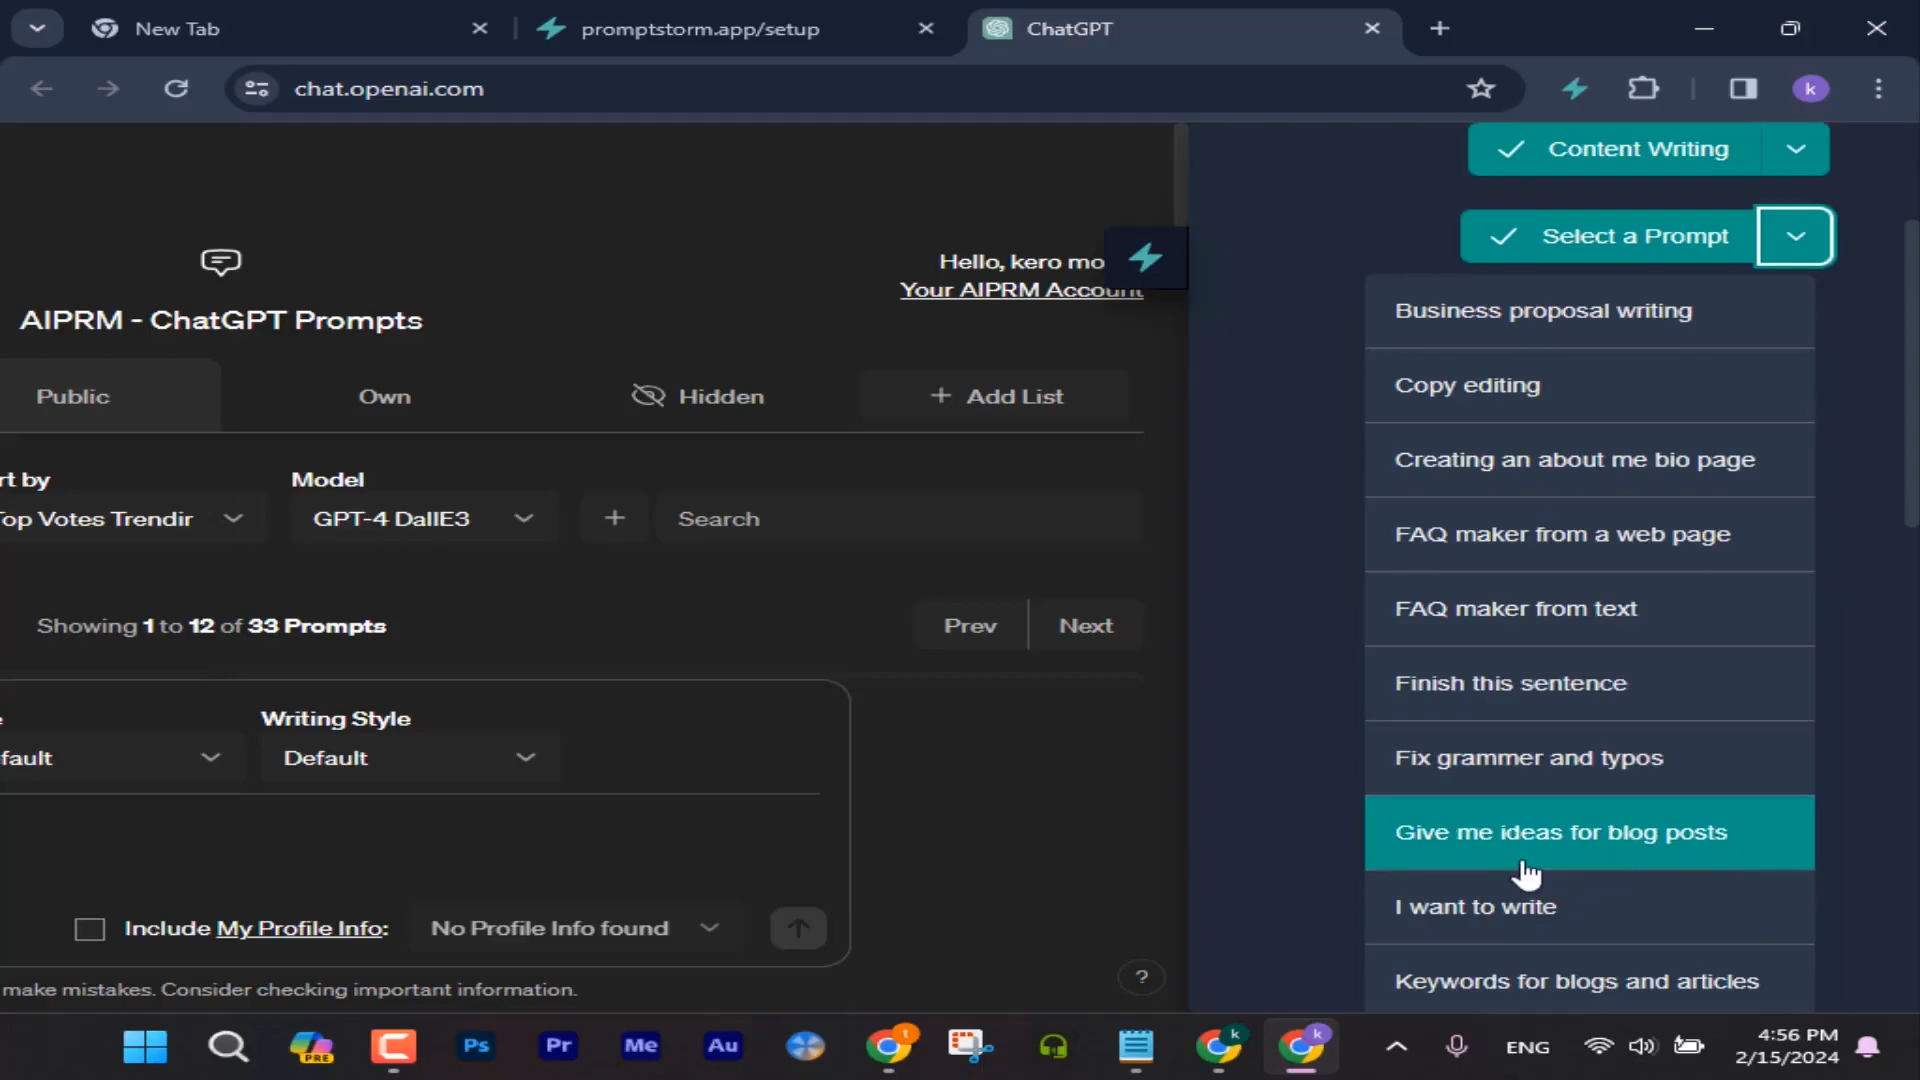 New Tab
promptstorm.app/setup
ChatGPT
chat.openai.com
k
Content Writing
Select a Prompt
Hello, kero mo
Your AIPRM Account
AIPRM - ChatGPT Prompts
Public
Own
Hidden
+ Add List
rt by
Model
op Votes Trendir
GPT-4 DallE3
+
Search
Showing 1 to 12 of 33 Prompts
Prev
Next
Writing Style
fault
Default
Include My Profile Info:
No Profile Info found
?
make mistakes. Consider checking important information.
Business proposal writing
Copy editing
Creating an about me bio page
FAQ maker from a web page
FAQ maker from text
Finish this sentence
Fix grammer and typos
Give me ideas for blog posts
I want to write
Keywords for blogs and articles
PRE
Ps
Pr
Me
Au
t
k
k
ENG
4:56 PM
2/15/2024